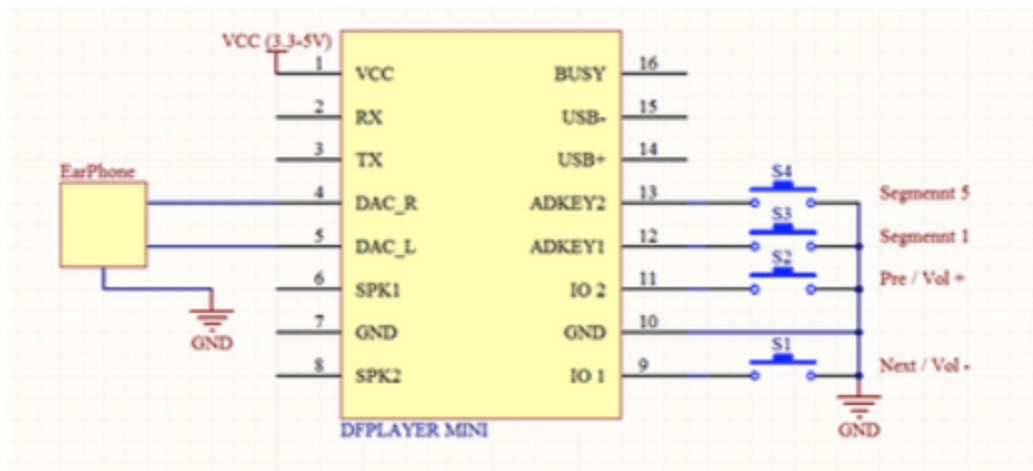 VCC (3.3-5V)
1 VCC BUSY 16
2 RX USB- 15
3 TX USB+ 14
EarPhone
S4
4 DAC_R ADKEY2 13 Segmennt 5
S3
5 DAC_L ADKEY1 12 Segmennt 1
S2
6 SPK1 IO 2 11 Pre / Vol +
7 GND GND 10
GND
S1
8 SPK2 IO 1 9 Next / Vol -
GND
DFPLAYER MINI